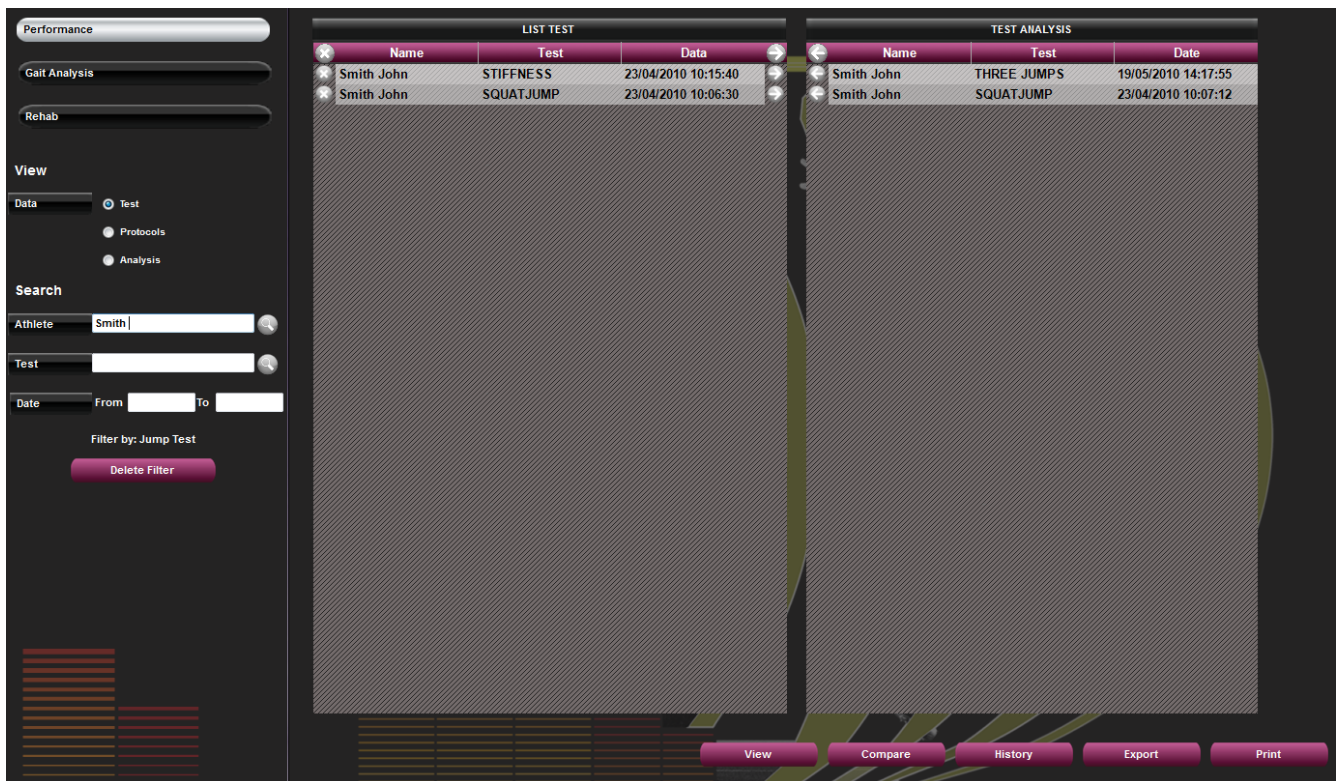 Performance
Gait Analysis
Rehab
View
Data Test
Protocols
Analysis
Search
Athlete Smith
Test
Date From To
Filter by: Jump Test
Delete Filter
LIST TEST
Name Test Data
Smith John STIFFNESS 23/04/2010 10:15:40
Smith John SQUATJUMP 23/04/2010 10:06:30
TEST ANALYSIS
Name Test Date
Smith John THREE JUMPS 19/05/2010 14:17:55
Smith John SQUATJUMP 23/04/2010 10:07:12
View Compare History Export Print